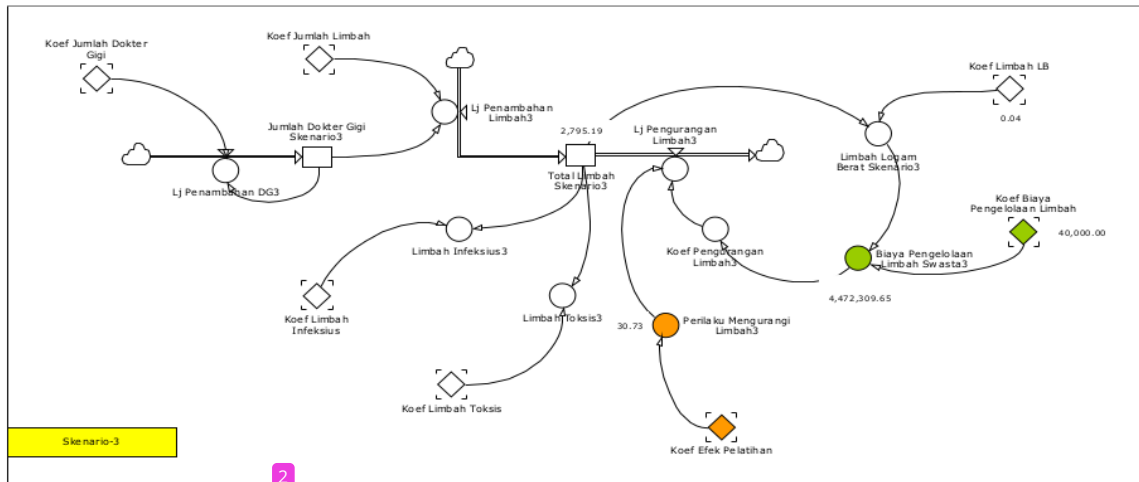 Koef Jumlah Dokter
Gigi
Koef Jumlah Limbah
Koef Limbah LB
0.04
Lj Penambahan
Limbah3
Jumlah Dokter Gigi
Skenario3
2,795.19
Lj Pengurangan
Limbah3
Limbah Logam
Berat Skenario3
Total Limbah
Skenario3
Lj Penambahan DG3
Koef Biaya
Pengelolaan Limbah
40,000.00
Limbah Infeksius3
Koef Pengurangan
Limbah3
Biaya Pengelolaan
Limbah Swasta3
4,472,309.65
Koef Limbah
Infeksius
Limbah Toksis3
30.73
Perilaku Mengurangi
Limbah3
Koef Limbah Toksis
Koef Efek Pelatihan
Skenario-3
2